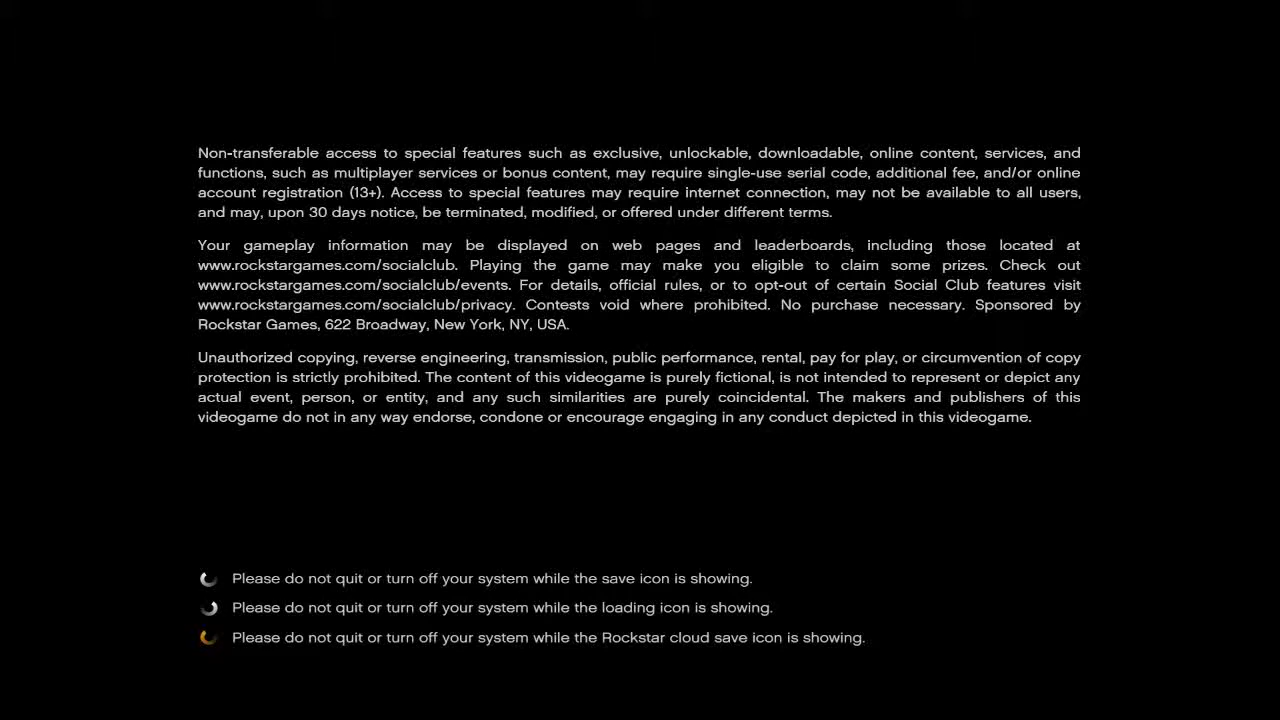 Non-transferable access to special features such as exclusive, unlockable, downloadable, online content, services, and
functions, such as multiplayer services or bonus content, may require single-use serial code, additional fee, and/or online
account registration (13+). Access to special features may require internet connection, may not be available to all users,
and may, upon 30 days notice, be terminated, modified, or offered under different terms.
Your gameplay information may be displayed on web pages and leaderboards, including those located at
www.rockstargames.com/socialclub. Playing the game may make you eligible to claim some prizes. Check out
www.rockstargames.com/socialclub/events. For details, official rules, or to opt-out of certain Social Club features visit
www.rockstargames.com/socialclub/privacy. Contests void where prohibited. No purchase necessary. Sponsored by
Rockstar Games, 622 Broadway, New York, NY, USA.
Unauthorized copying, reverse engineering, transmission, public performance, rental, pay for play, or circumvention of copy
protection is strictly prohibited. The content of this videogame is purely fictional, is not intended to represent or depict any
actual event, person, or entity, and any such similarities are purely coincidental. The makers and publishers of this
videogame do not in any way endorse, condone or encourage engaging in any conduct depicted in this videogame.
Please do not quit or turn off your system while the save icon is showing.
Please do not quit or turn off your system while the loading icon is showing.
Please do not quit or turn off your system while the Rockstar cloud save icon is showing.